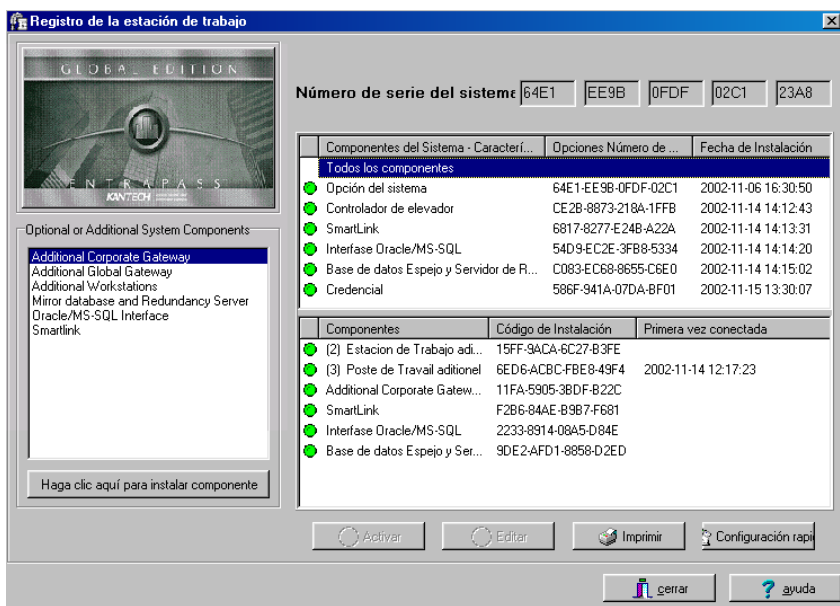 Registro de la estación de trabajo
GLOBAL EDITION
ENTRAPASS
KANTECH
Número de serie del sistema 64E1 EE9B 0FDF 02C1 23A8
Componentes del Sistema - Caracterí... Opciones Número de ... Fecha de Instalación
Todos los componentes
Opción del sistema 64E1-EE9B-0FDF-02C1 2002-11-06 16:30:50
Controlador de elevador CE2B-8873-218A-1FFB 2002-11-14 14:12:43
SmartLink 6817-8277-E24B-A22A 2002-11-14 14:13:31
Interfase Oracle/MS-SQL 54D9-EC2E-3FB8-5334 2002-11-14 14:14:20
Base de datos Espejo y Servidor de R... C083-EC68-8655-C6E0 2002-11-14 14:15:02
Credencial 586F-941A-07DA-BF01 2002-11-15 13:30:07
Optional or Additional System Components
Additional Corporate Gateway
Additional Global Gateway
Additional Workstations
Mirror database and Redundancy Server
Oracle/MS-SQL Interface
Smartlink
Haga clic aquí para instalar componente
Componentes Código de Instalación Primera vez conectada
(2) Estacion de Trabajo adi... 15FF-9ACA-6C27-B3FE
(3) Poste de Travail aditionel 6ED6-ACBC-FBE8-49F4 2002-11-14 12:17:23
Additional Corporate Gatew... 11FA-5905-3BDF-B22C
SmartLink F2B6-84AE-B9B7-F681
Interfase Oracle/MS-SQL 2233-8914-08A5-D84E
Base de datos Espejo y Ser... 9DE2-AFD1-8858-D2ED
Activar Editar Imprimir Configuración rapi
cerrar ayuda